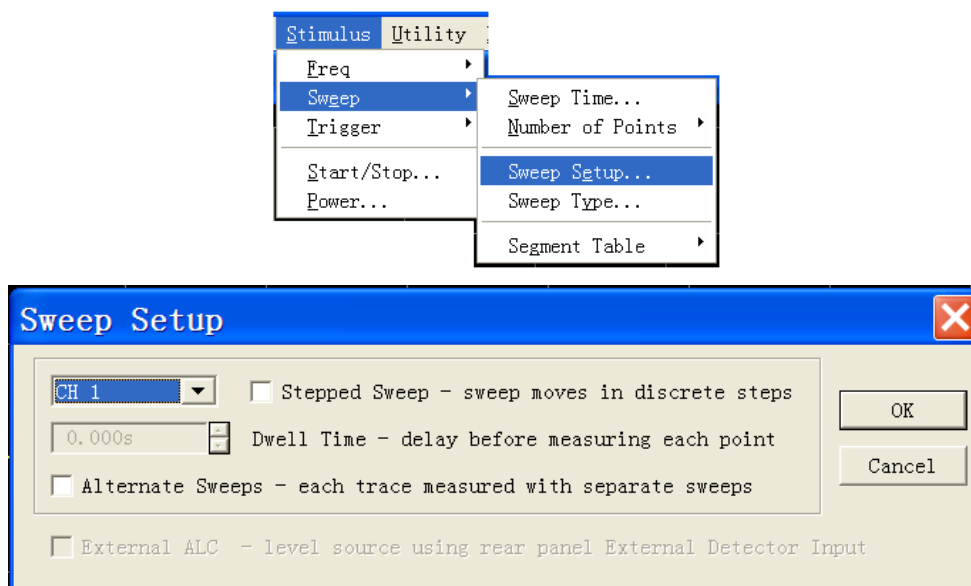 Stimulus Utility
Freq
Sweep
Trigger
Start/Stop...
Power...
Sweep Time...
Number of Points
Sweep Setup...
Sweep Type...
Segment Table
Sweep Setup
CH 1 Stepped Sweep - sweep moves in discrete steps
0.000s Dwell Time - delay before measuring each point
Alternate Sweeps - each trace measured with separate sweeps
OK
Cancel
External ALC - level source using rear panel External Detector Input